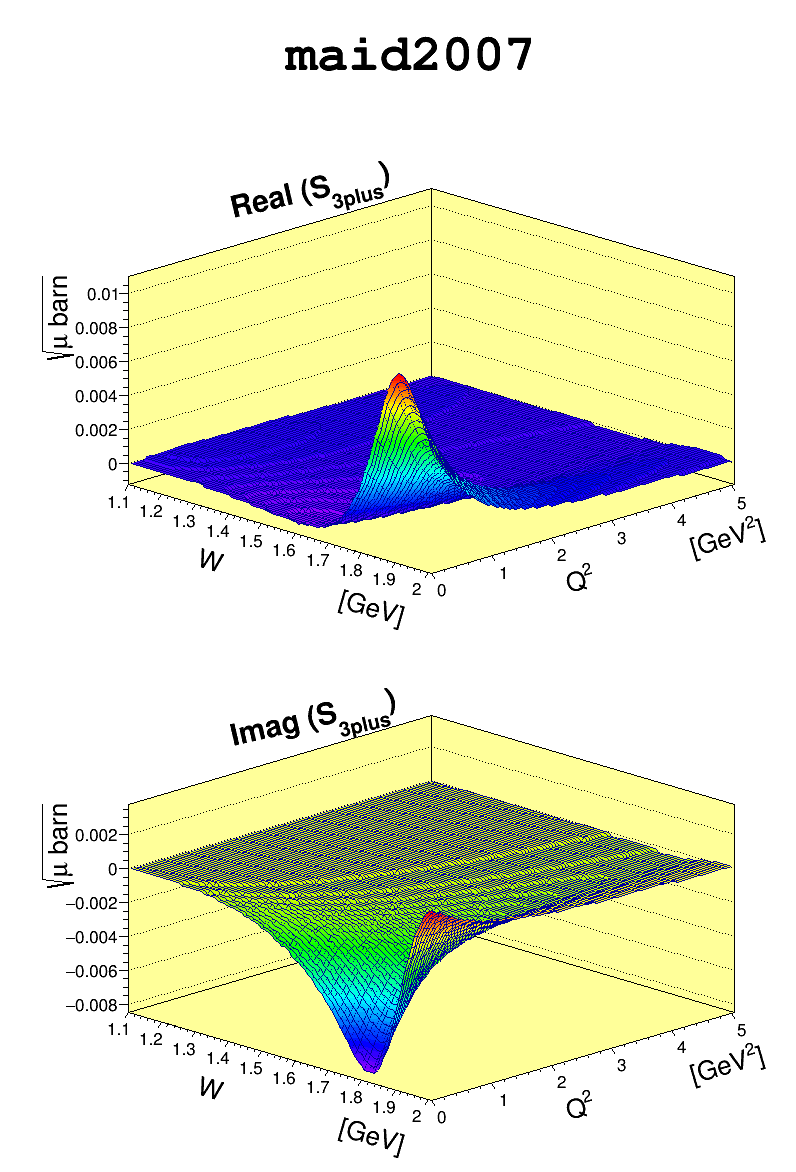 maid2007
Real (S3plus)
√μ barn
0.01
0.008
0.006
0.004
0.002
0
1.1 1.2 1.3 1.4 1.5 1.6 1.7 1.8 1.9 2
W
[GeV]
0 1 2 3 4 5
Q²
[GeV²]
Imag (S3plus)
√μ barn
0.002
0
−0.002
−0.004
−0.006
−0.008
1.1 1.2 1.3 1.4 1.5 1.6 1.7 1.8 1.9 2
W
[GeV]
0 1 2 3 4 5
Q²
[GeV²]